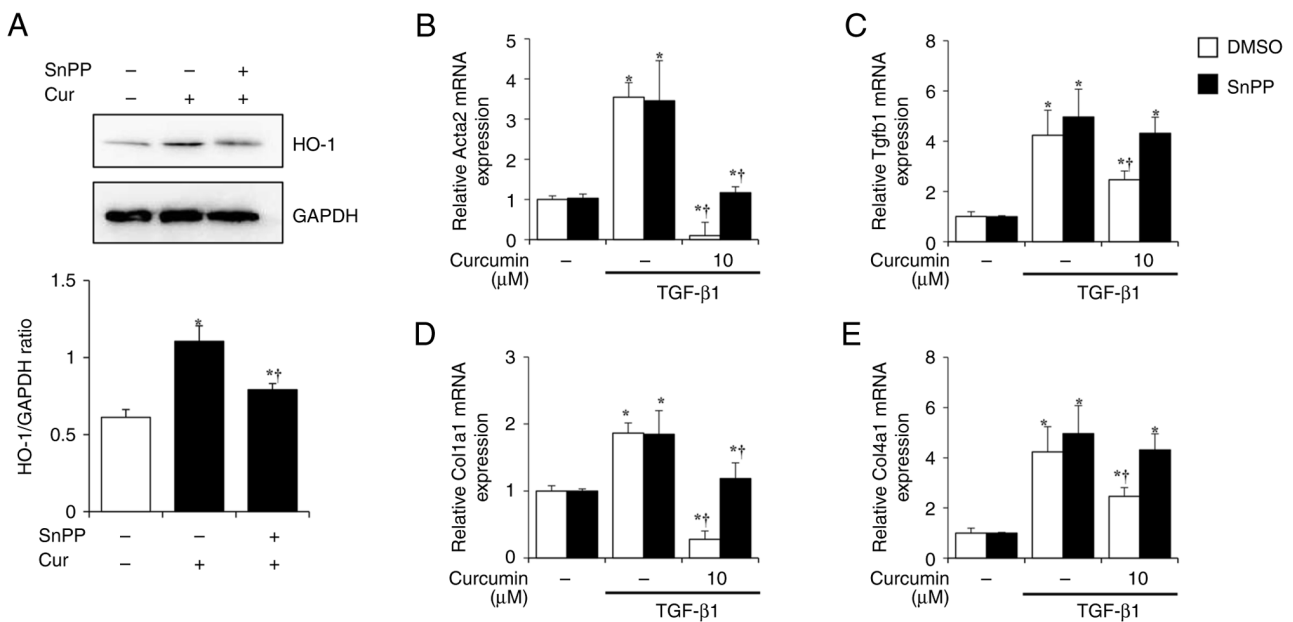 A
SnPP – – +
Cur – + +
HO-1
GAPDH
HO-1/GAPDH ratio
1.5
1
0.5
0
*
*†
SnPP – – +
Cur – + +
B
Relative Acta2 mRNA
expression
5
4
3
2
1
0
* *
*† *†
Curcumin – – 10
(μM)
TGF-β1
C
Relative Tgfb1 mRNA
expression
8
6
4
2
0
* *
*† *
Curcumin – – 10
(μM)
TGF-β1
DMSO
SnPP
D
Relative Col1a1 mRNA
expression
3
2
1
0
* *
*† *†
Curcumin – – 10
(μM)
TGF-β1
E
Relative Col4a1 mRNA
expression
8
6
4
2
0
* *
*† *
Curcumin – – 10
(μM)
TGF-β1